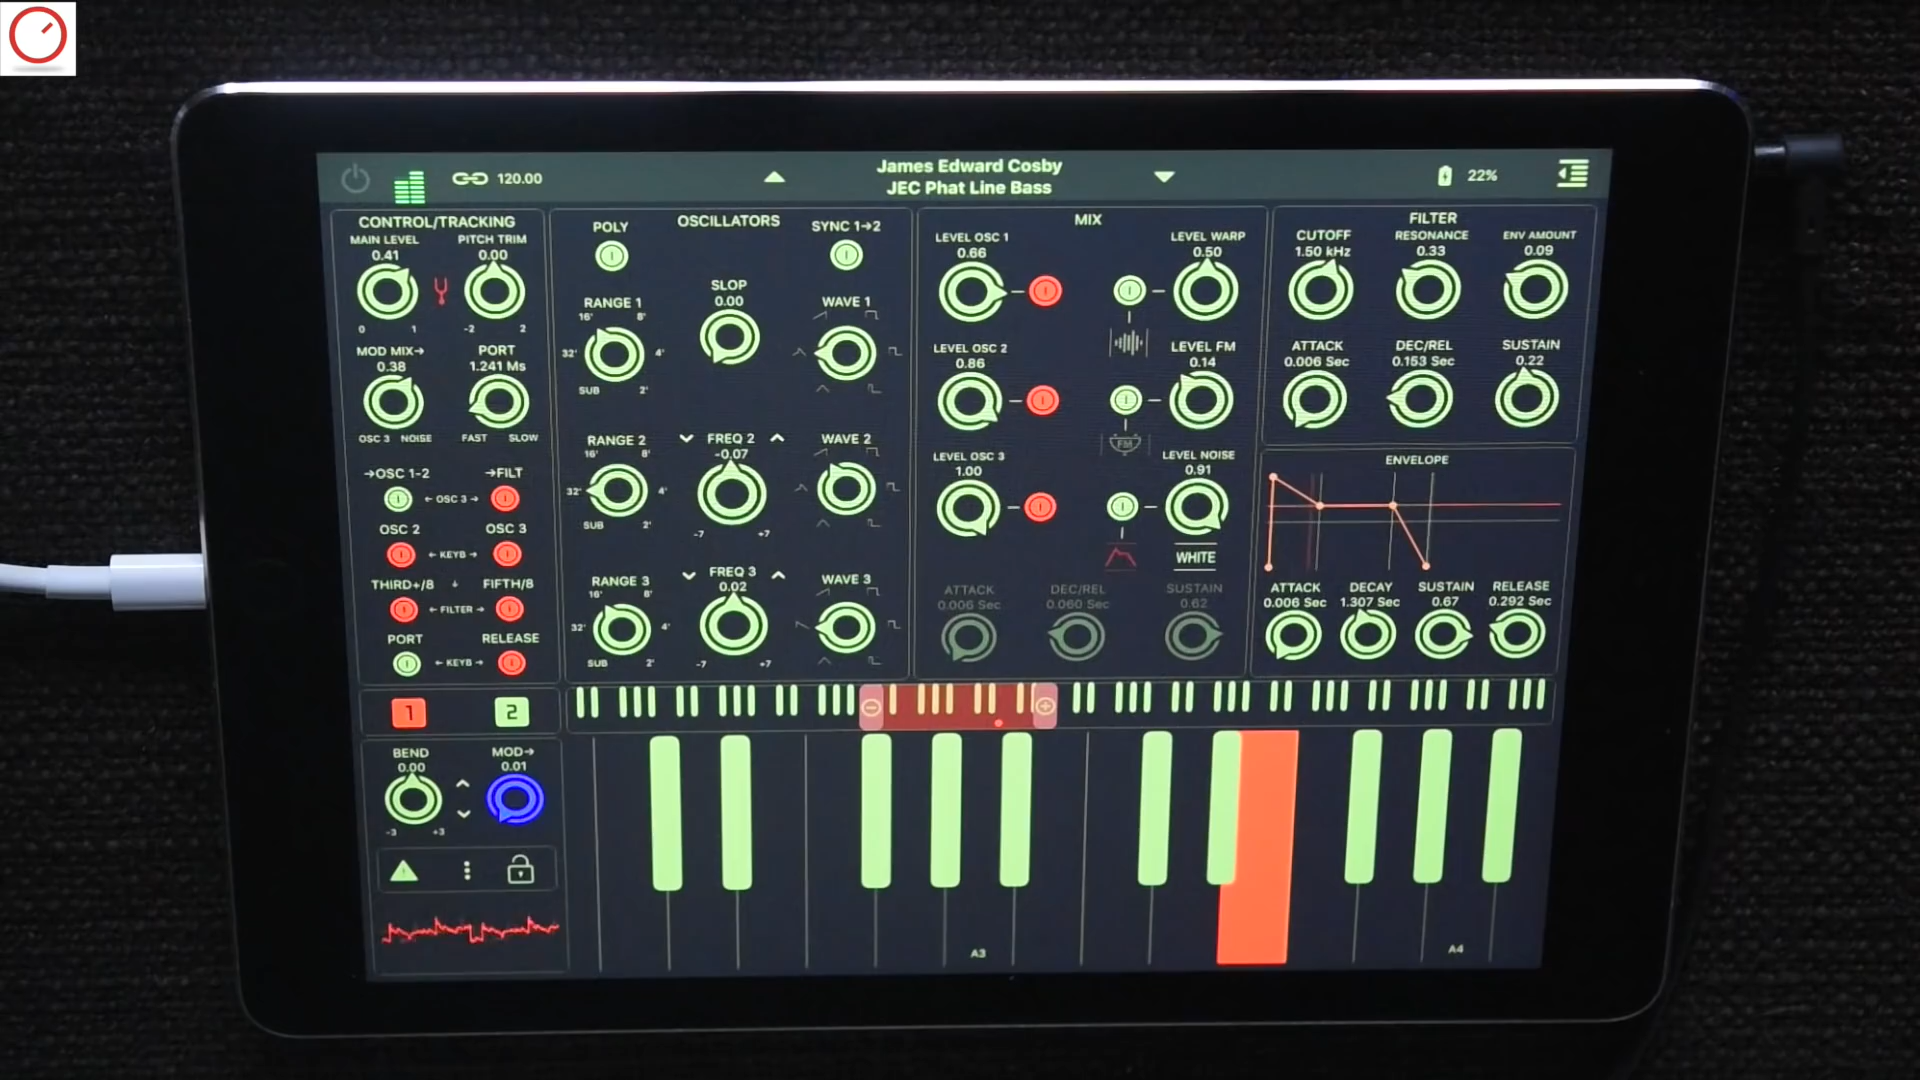 120.00
James Edward Cosby
JEC Phat Line Bass
22%
CONTROL/TRACKING
MAIN LEVEL
0.41
0 1
PITCH TRIM
0.00
-2 2
MOD MIX→
0.38
OSC 3 NOISE
PORT
1.241 Ms
FAST SLOW
→OSC 1-2 →FILT
← OSC 3 →
OSC 2 OSC 3
← KEYB →
THIRD+/8 + FIFTH/8
← FILTER →
PORT RELEASE
← KEYB →
OSCILLATORS
POLY
SYNC 1→2
SLOP
0.00
RANGE 1
16' 8'
32' 4'
SUB 2'
WAVE 1
RANGE 2
16' 8'
32' 4'
SUB 2'
FREQ 2
-0.07
-7 +7
WAVE 2
RANGE 3
16' 8'
32' 4'
SUB 2'
FREQ 3
0.02
-7 +7
WAVE 3
MIX
LEVEL OSC 1
0.66
LEVEL WARP
0.50
LEVEL OSC 2
0.86
LEVEL FM
0.14
FM
LEVEL OSC 3
1.00
LEVEL NOISE
0.91
WHITE
ATTACK
0.006 Sec
DEC/REL
0.060 Sec
SUSTAIN
0.62
FILTER
CUTOFF
1.50 kHz
RESONANCE
0.33
ENV AMOUNT
0.09
ATTACK
0.006 Sec
DEC/REL
0.153 Sec
SUSTAIN
0.22
ENVELOPE
ATTACK
0.006 Sec
DECAY
1.307 Sec
SUSTAIN
0.67
RELEASE
0.292 Sec
1 2
BEND
0.00
-3 +3
MOD→
0.01
A3 A4